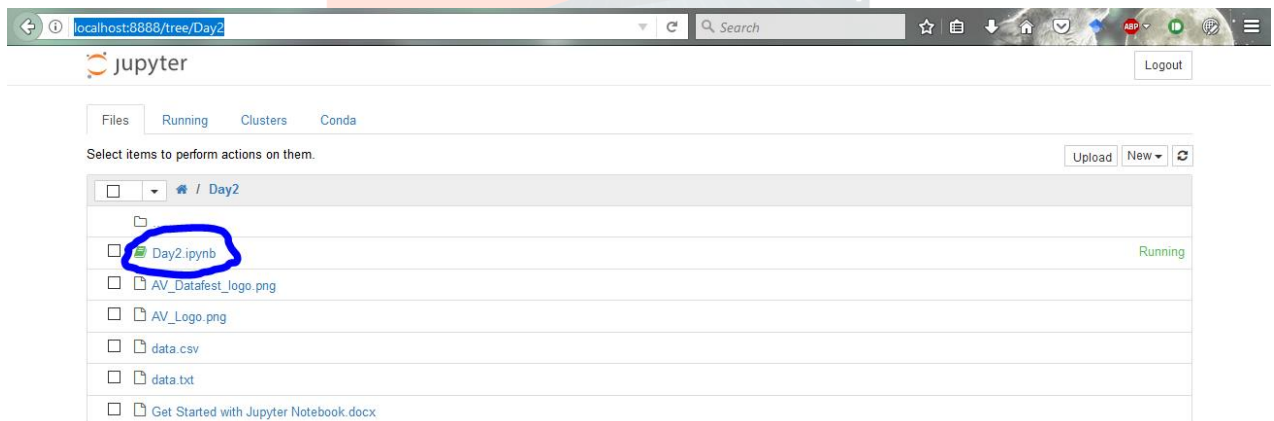 localhost:8888/tree/Day2
Search
ABP
jupyter
Logout
Files Running Clusters Conda
Select items to perform actions on them.
Upload New
/ Day2
..
Day2.ipynb Running
AV_Datafest_logo.png
AV_Logo.png
data.csv
data.txt
Get Started with Jupyter Notebook.docx